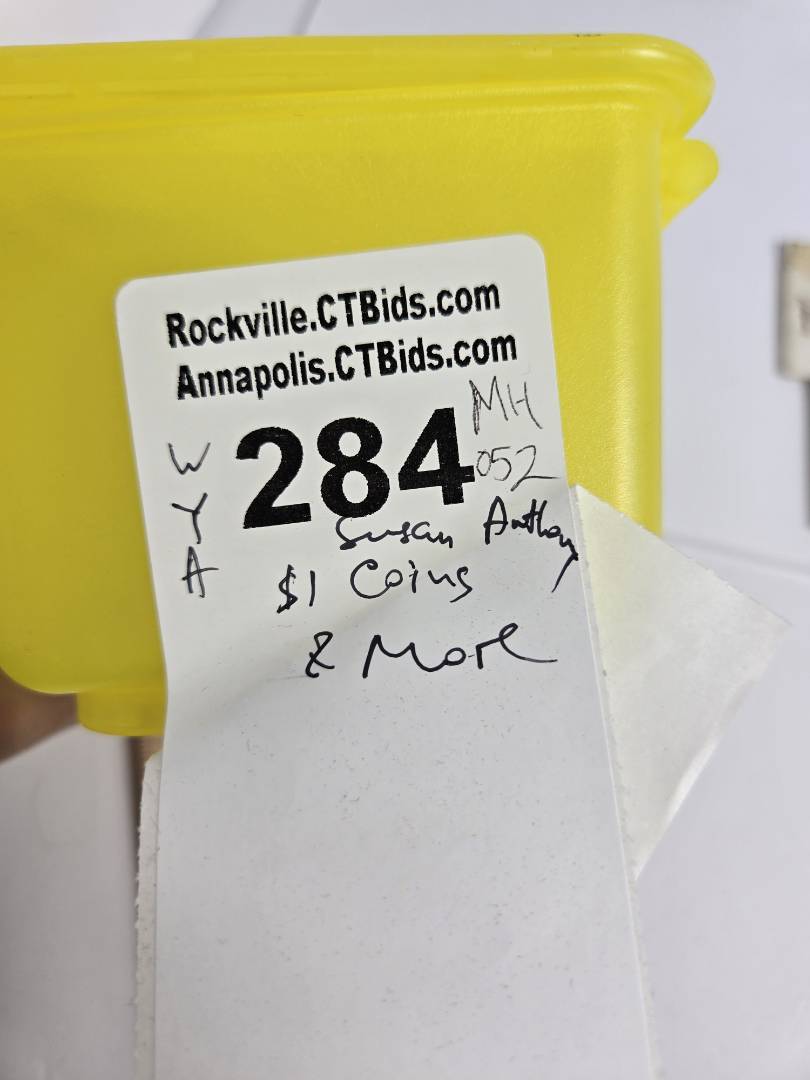 Rockville.CTBids.com
Annapolis.CTBids.com
MH
284
052
W
Y
A
Susan Anthony
$1 Coins
& More